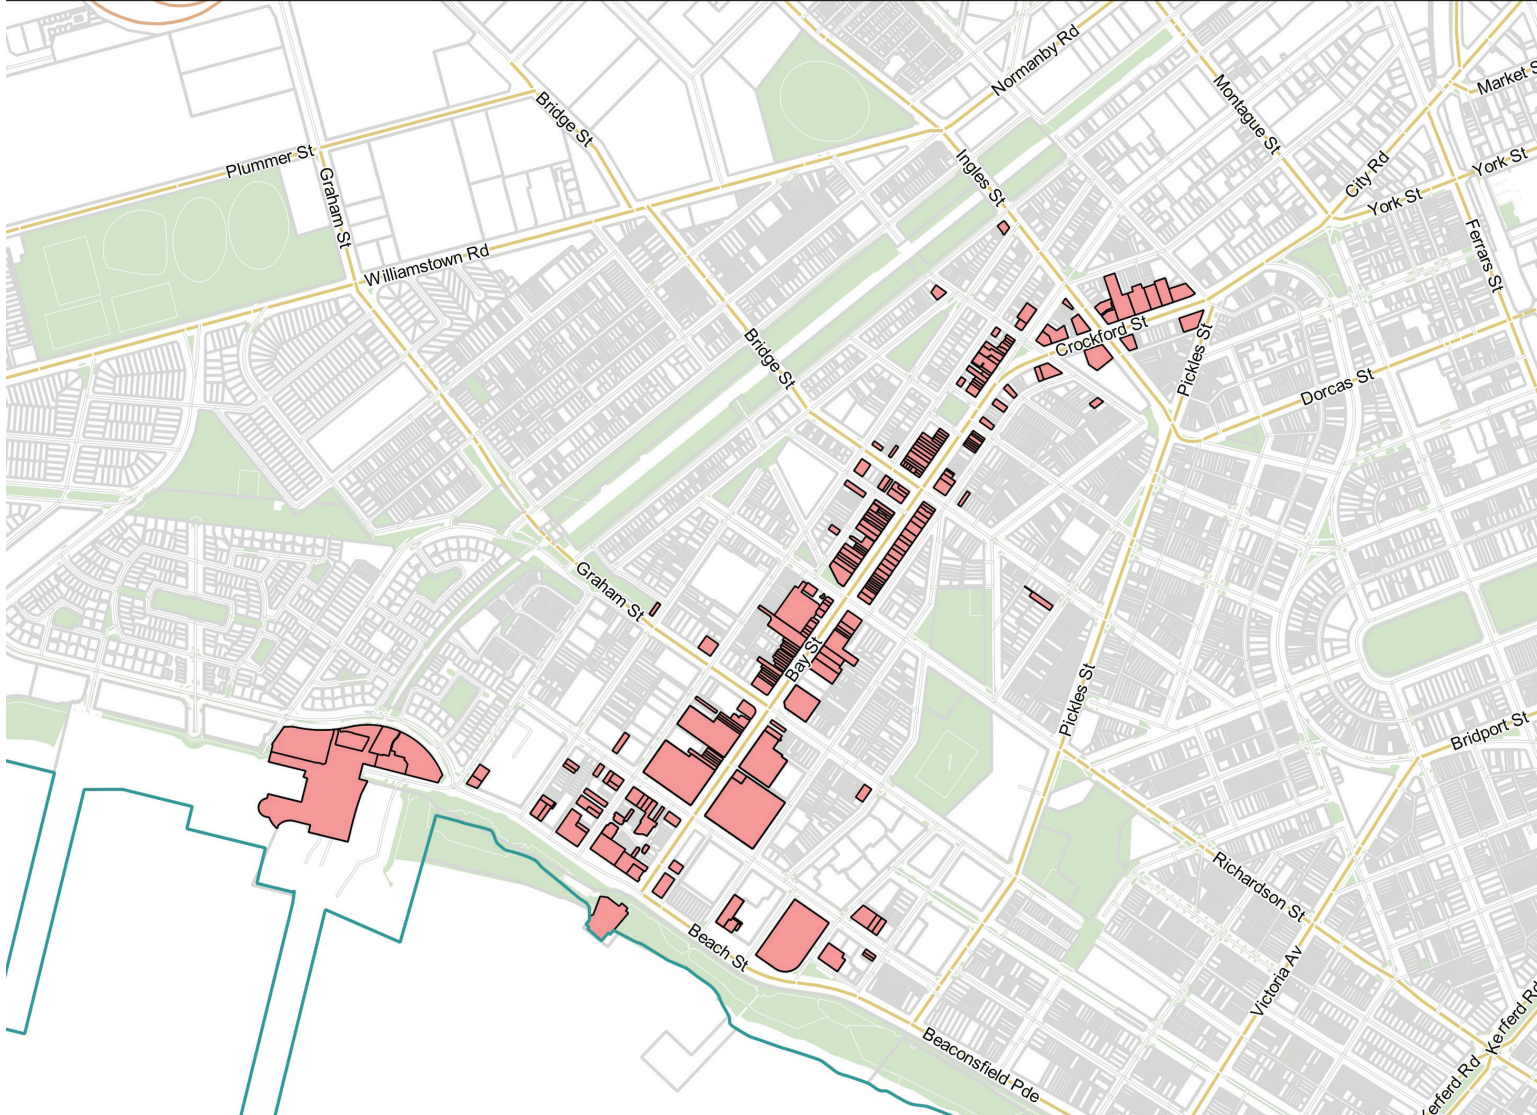 Normanby Rd
Montague St
Market S
Bridge St
Plummer St
Graham St
Ingles St
City Rd
York St
York St
Ferrars St
Williamstown Rd
Crockford St
Pickles St
Bridge St
Dorcas St
Graham St
Bay St
Pickles St
Bridport St
Richardson St
Beach St
Victoria Av
Kerferd Rd
Beaconsfield Pde
Kerferd Rd